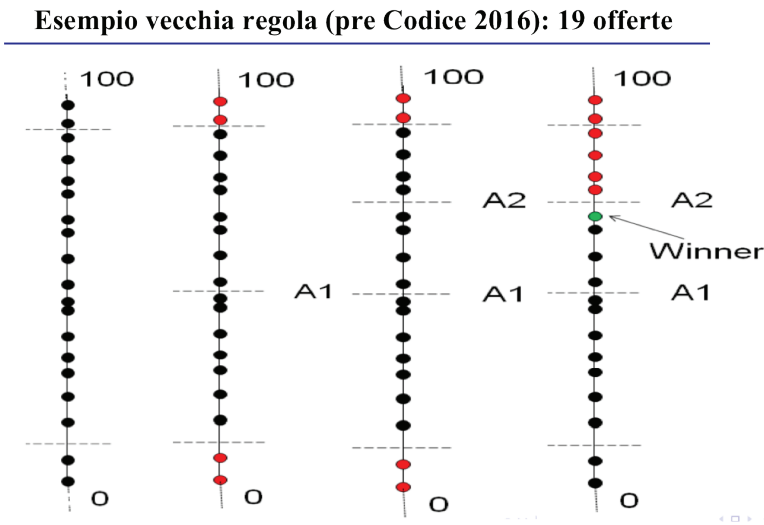 Esempio vecchia regola (pre Codice 2016): 19 offerte
100
100
100
100
A2
A2
Winner
A1
A1
A1
0
0
0
0